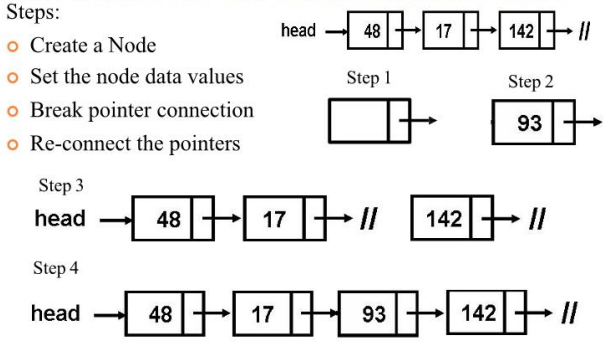 Steps:
Create a Node
Set the node data values
Break pointer connection
Re-connect the pointers
head 48 17 142 //
Step 1
Step 2
93
Step 3
head 48 17 // 142 //
Step 4
head 48 17 93 142 //